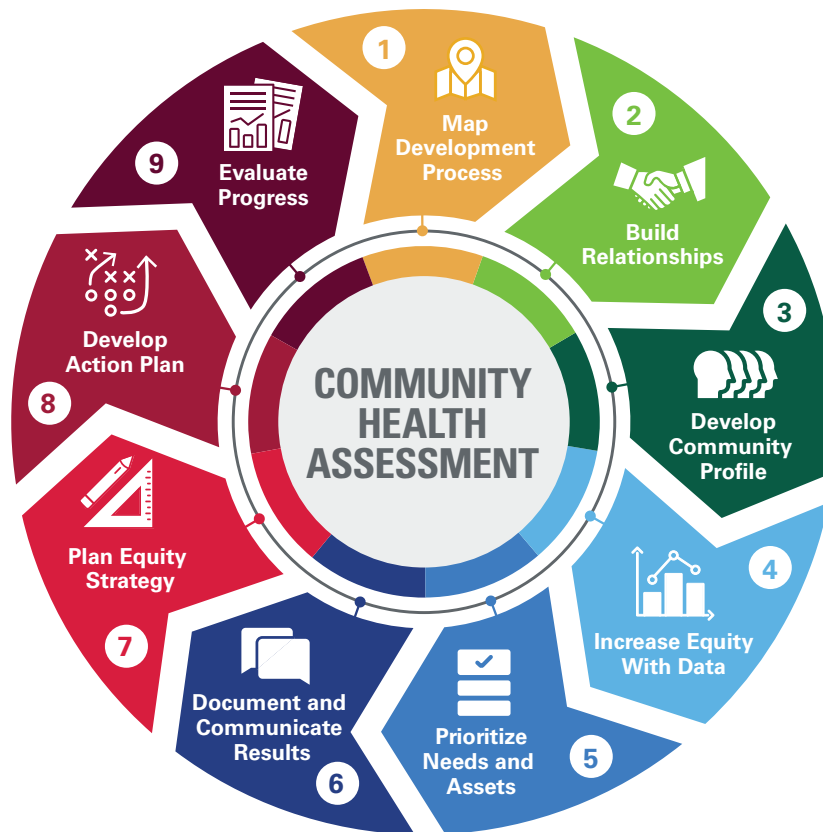 COMMUNITY
HEALTH
ASSESSMENT
1
Map
Development
Process
2
Build
Relationships
3
Develop
Community
Profile
4
Increase Equity
With Data
5
Prioritize
Needs and
Assets
6
Document and
Communicate
Results
7
Plan Equity
Strategy
8
Develop
Action Plan
9
Evaluate
Progress